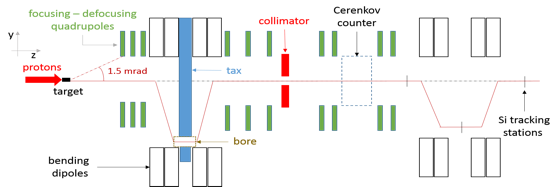 y
z
focusing – defocusing
quadrupoles
protons
target
1.5 mrad
tax
bore
bending
dipoles
collimator
Cerenkov
counter
Si tracking
stations